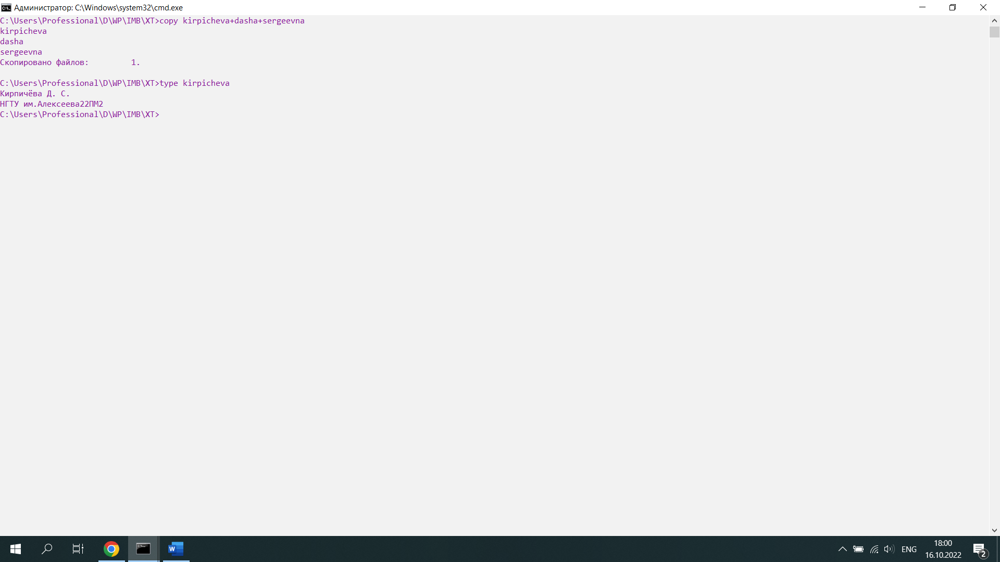 Администратор: C:\Windows\system32\cmd.exe
C:\Users\Professional\D\WP\IMB\XT>copy kirpicheva+dasha+sergeevna
kirpicheva
dasha
sergeevna
Скопировано файлов:         1.
C:\Users\Professional\D\WP\IMB\XT>type kirpicheva
Кирпичёва Д. С.
НГТУ им.Алексеева22ПМ2
C:\Users\Professional\D\WP\IMB\XT>
ENG
18:00
16.10.2022
2